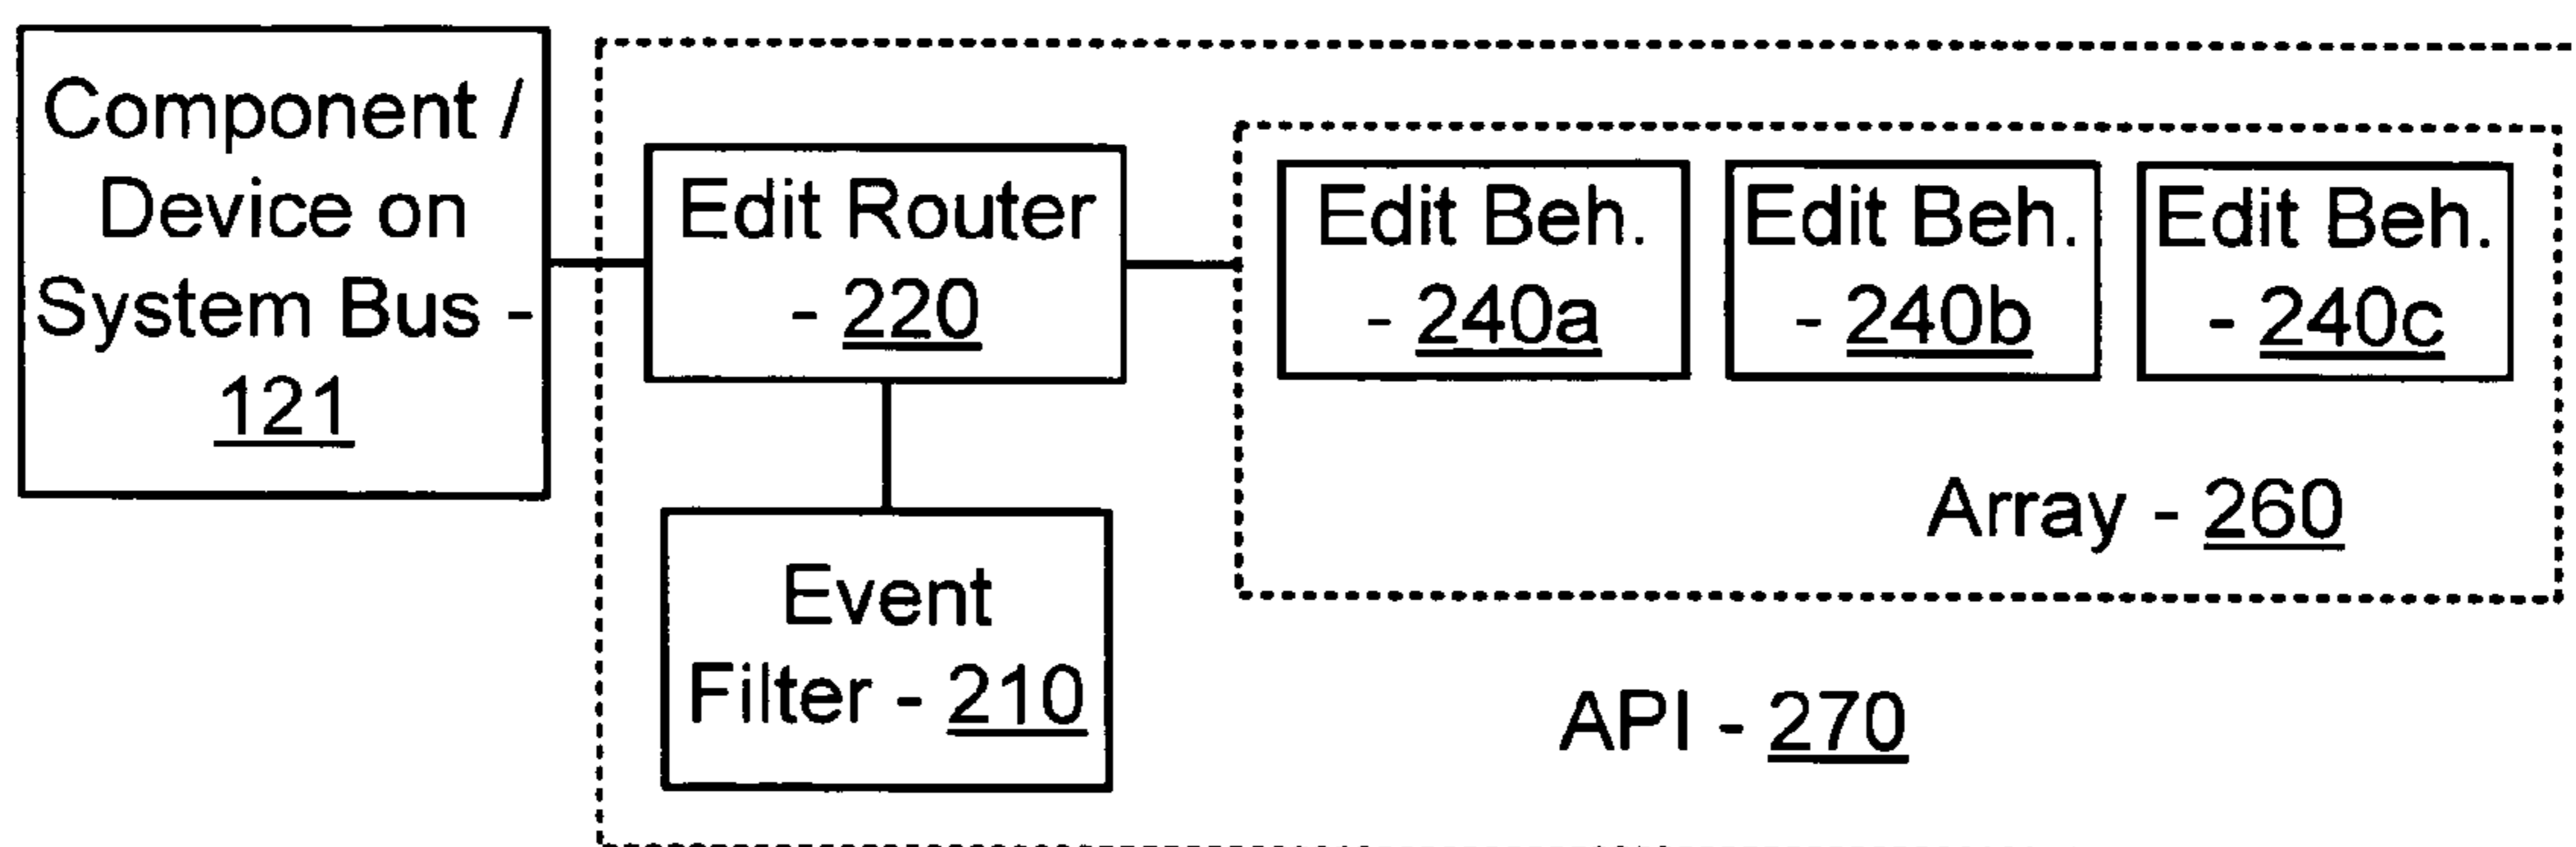 Component /
Device on
System Bus -
121
Edit Router
- 220
Event
Filter - 210
Edit Beh.
- 240a
Edit Beh.
- 240b
Edit Beh.
- 240c
Array - 260
API - 270